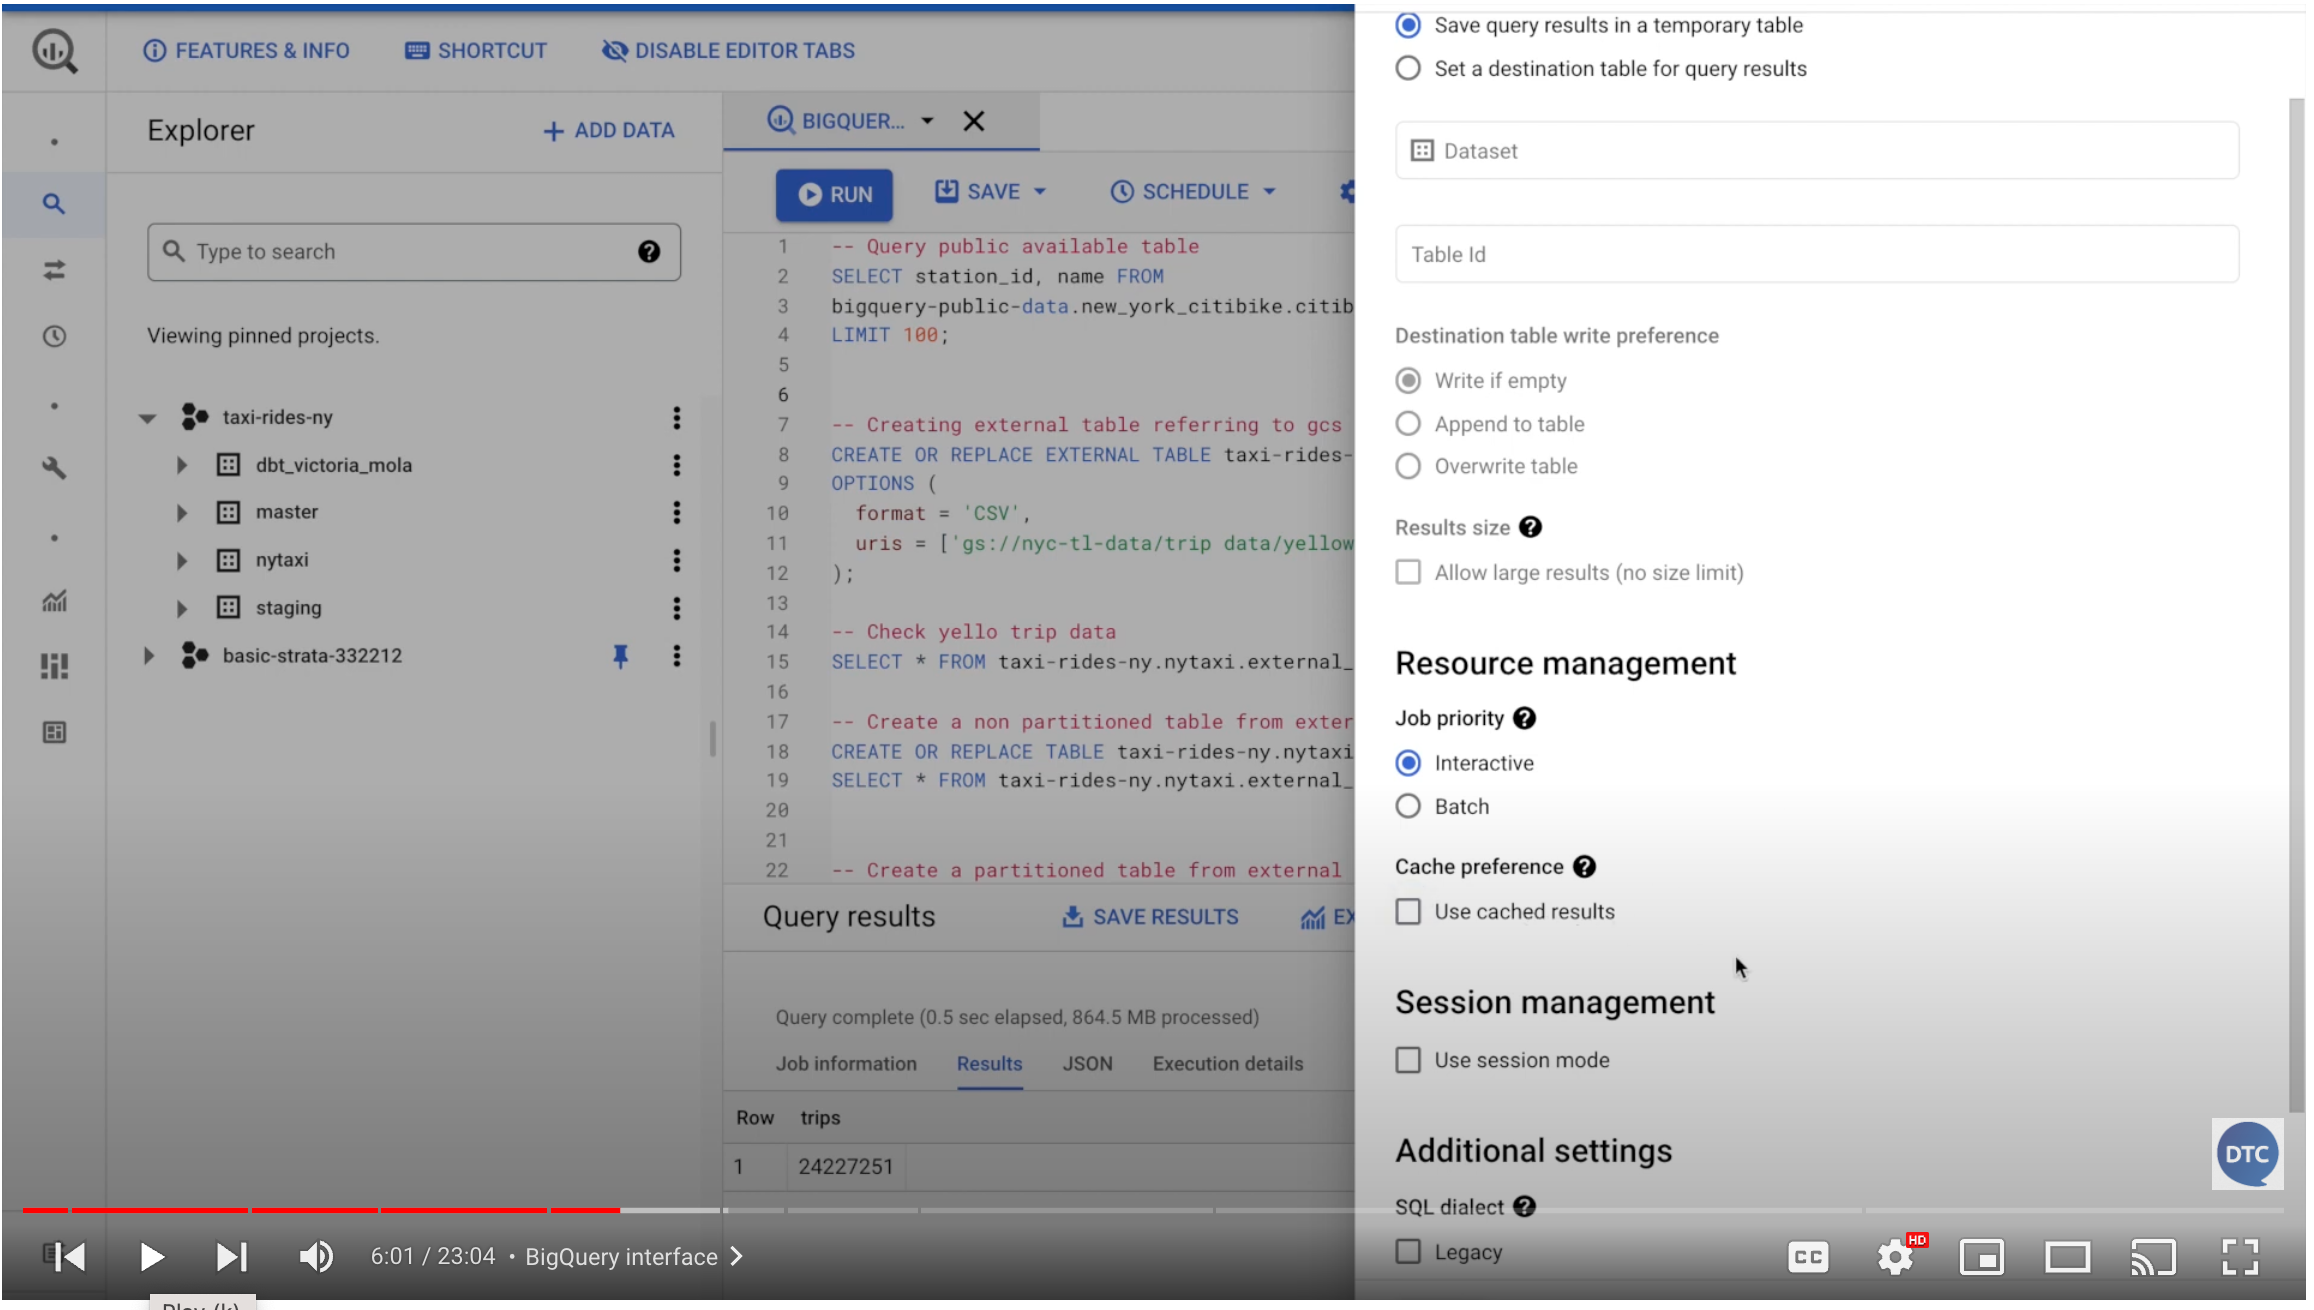 FEATURES & INFO
SHORTCUT
DISABLE EDITOR TABS
Explorer
ADD DATA
Type to search
Viewing pinned projects.
taxi-rides-ny
dbt_victoria_mola
master
nytaxi
staging
basic-strata-332212
BIGQUER...
RUN
SAVE
SCHEDULE
1 -- Query public available table
2 SELECT station_id, name FROM
3 bigquery-public-data.new_york_citibike.citib
4 LIMIT 100;
5
6
7 -- Creating external table referring to gcs
8 CREATE OR REPLACE EXTERNAL TABLE taxi-rides-
9 OPTIONS (
10 format = 'CSV',
11 uris = ['gs://nyc-tl-data/trip data/yellow
12 );
13
14 -- Check yello trip data
15 SELECT * FROM taxi-rides-ny.nytaxi.external_
16
17 -- Create a non partitioned table from exter
18 CREATE OR REPLACE TABLE taxi-rides-ny.nytaxi
19 SELECT * FROM taxi-rides-ny.nytaxi.external_
20
21
22 -- Create a partitioned table from external
Query results
SAVE RESULTS
EX
Query complete (0.5 sec elapsed, 864.5 MB processed)
Job information Results JSON Execution details
Row trips
1 24227251
Save query results in a temporary table
Set a destination table for query results
Dataset
Table Id
Destination table write preference
Write if empty
Append to table
Overwrite table
Results size
Allow large results (no size limit)
Resource management
Job priority
Interactive
Batch
Cache preference
Use cached results
Session management
Use session mode
Additional settings
SQL dialect
Legacy
DTC
6:01 / 23:04 • BigQuery interface
CC
HD
Play (k)